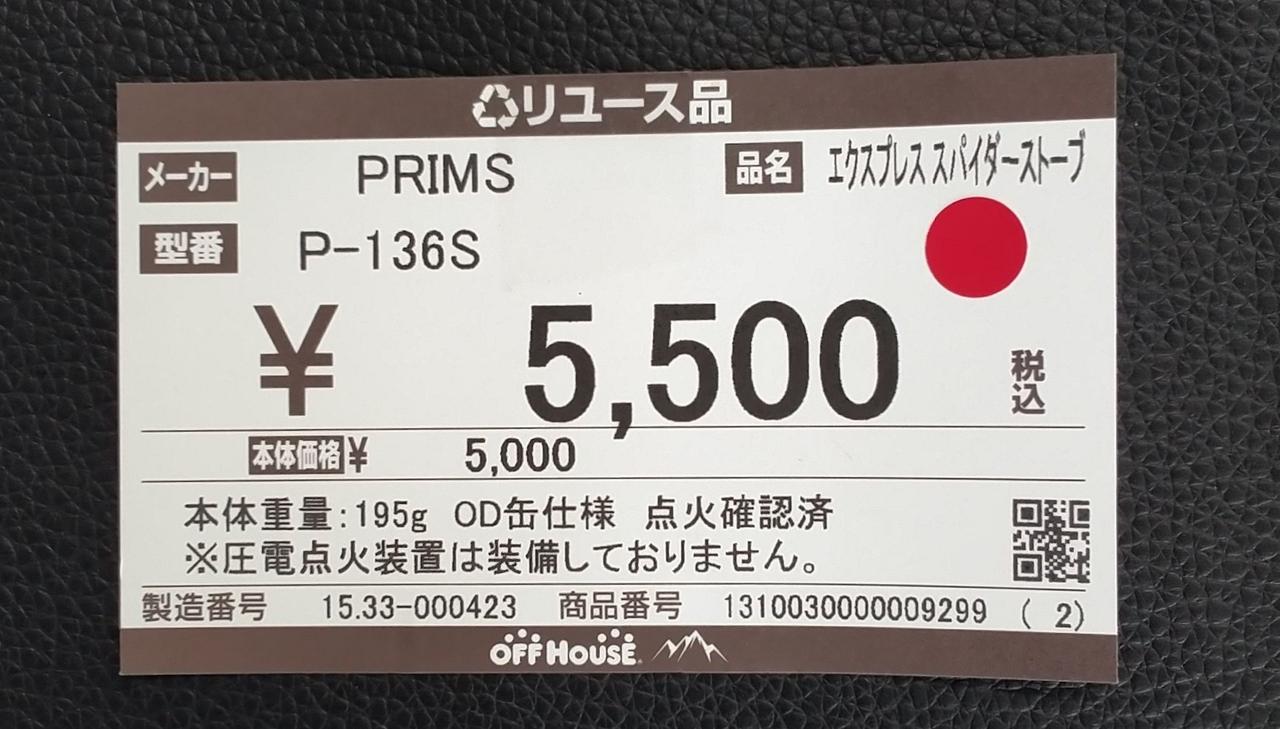 リユース品
メーカー PRIMS 品名 エクスプレス スパイダーストーブ
型番 P-136S
¥ 5,500 税込
本体価格¥ 5,000
本体重量:195g OD缶仕様 点火確認済
※圧電点火装置は装備しておりません。
製造番号 15.33-000423 商品番号 1310030000009299 ( 2)
OFF HOUSE